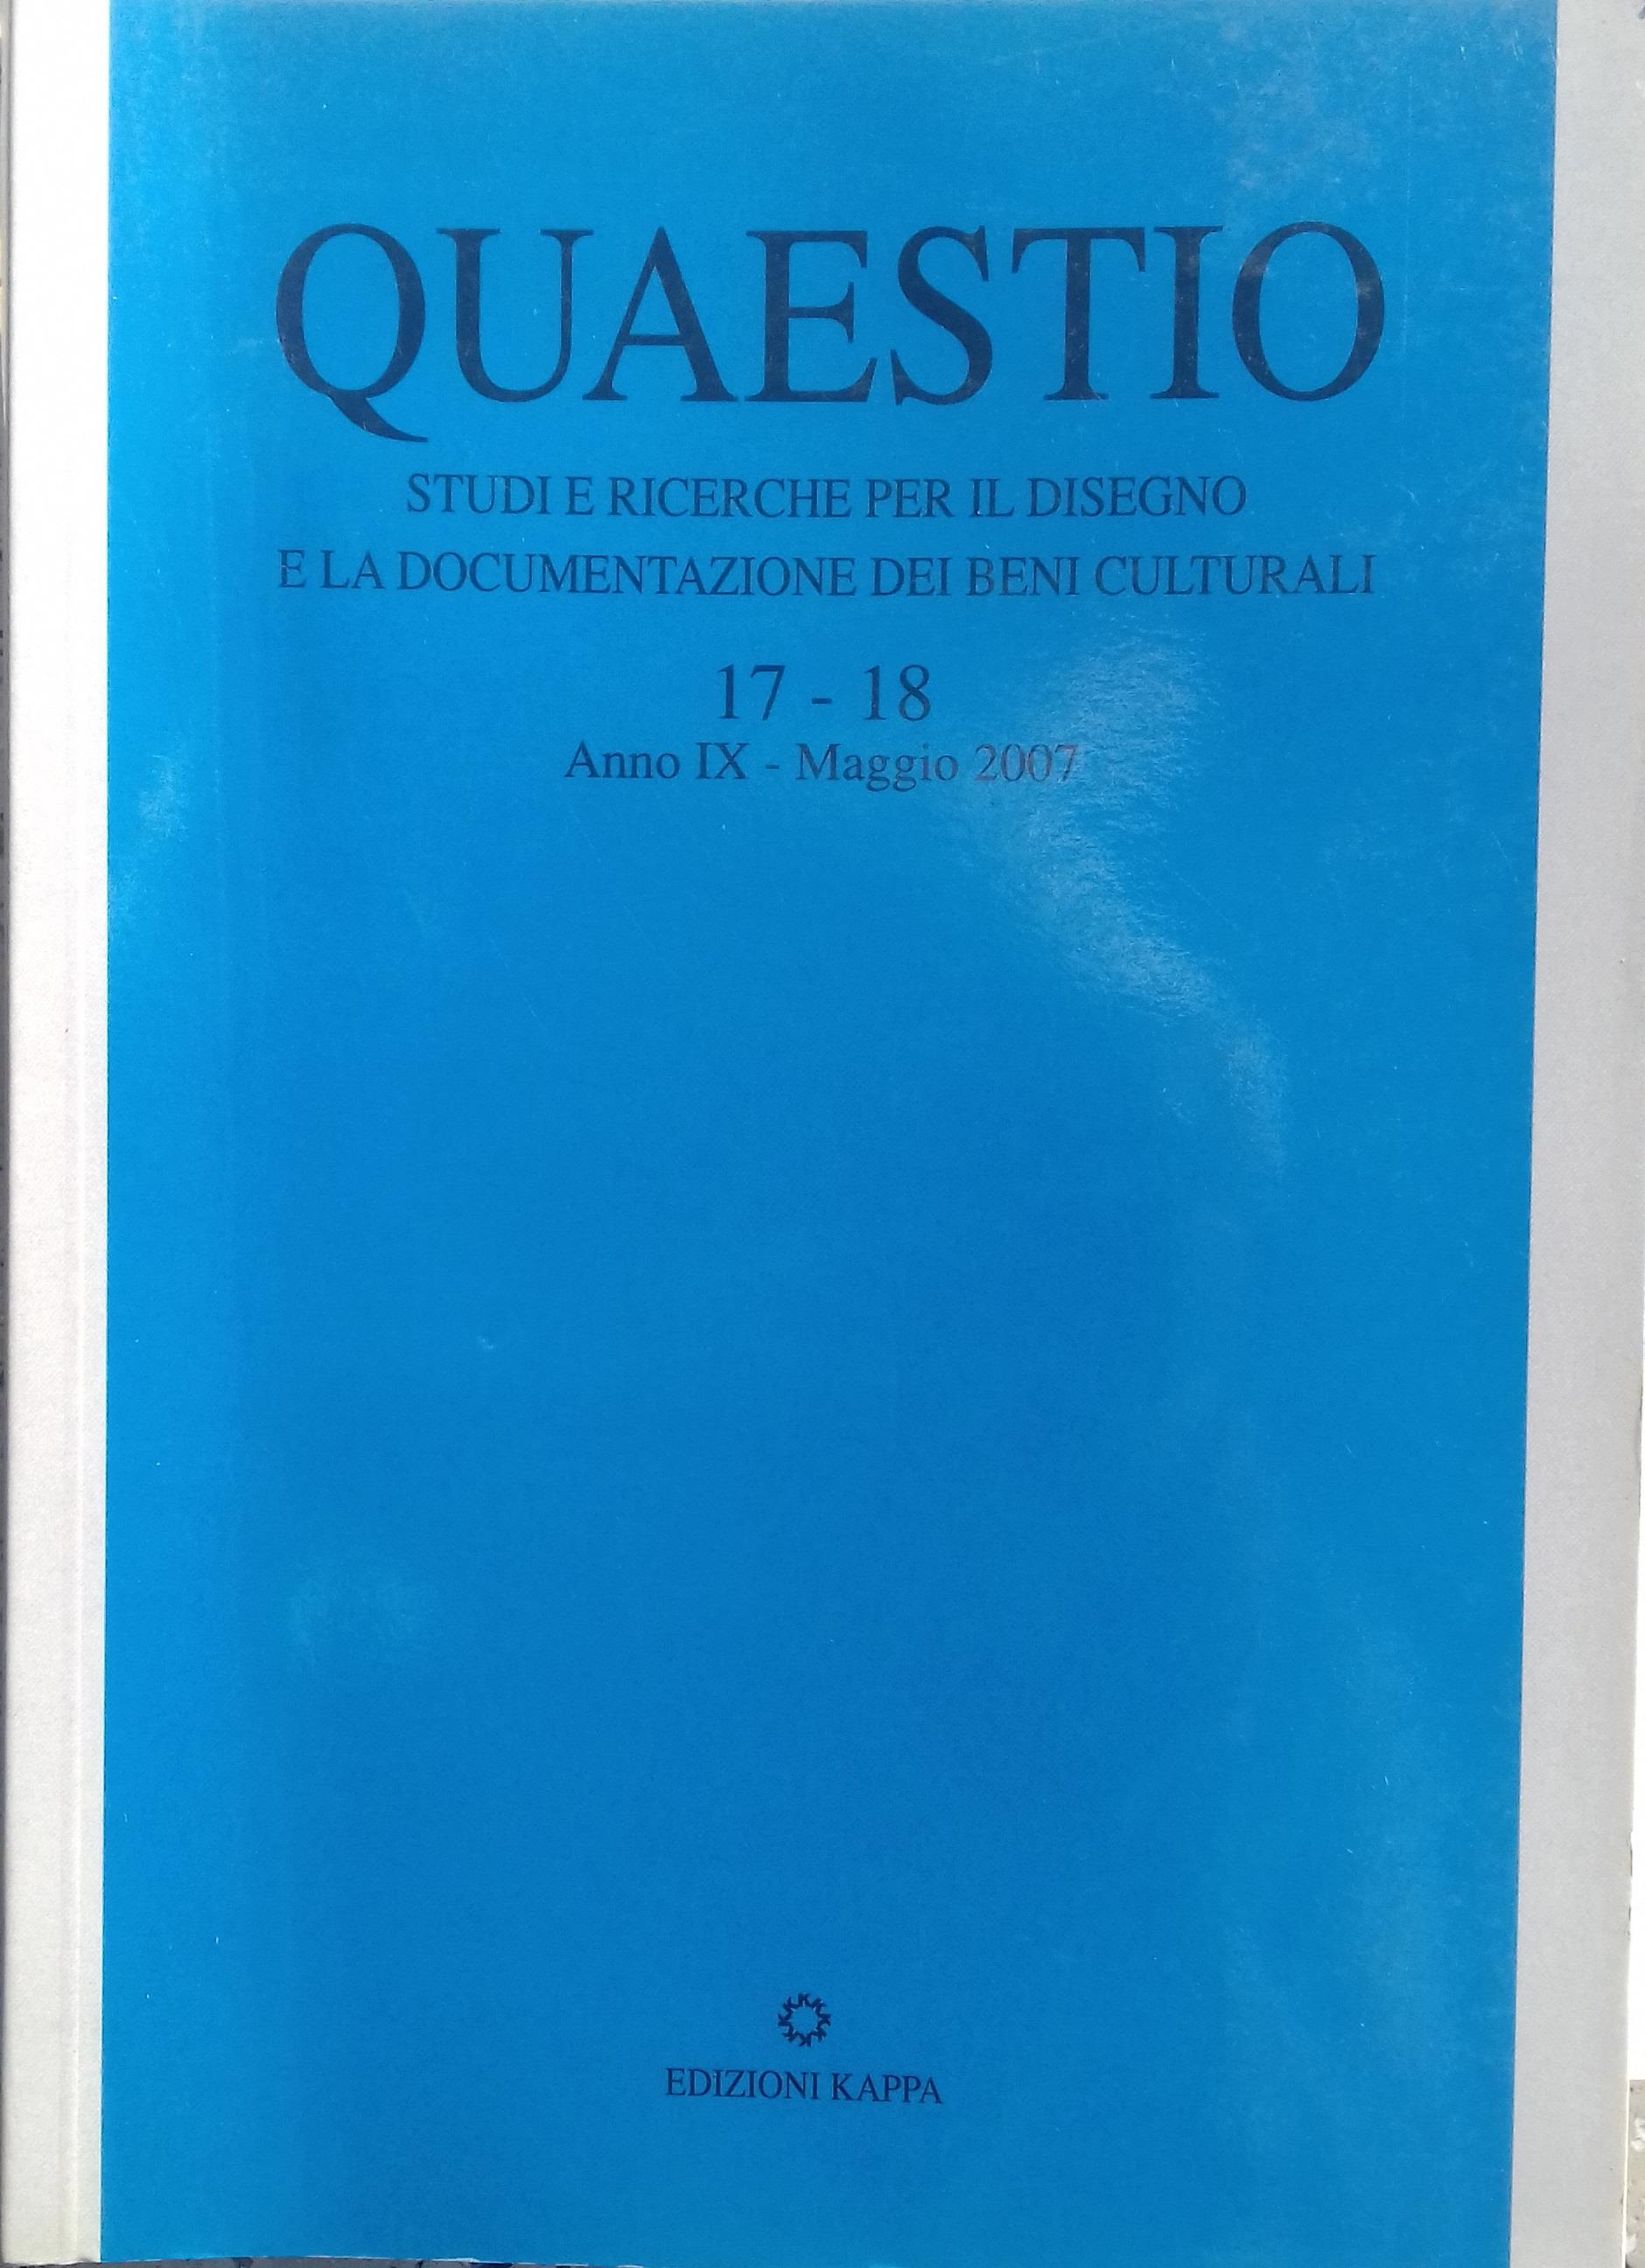 QUAESTIO
STUDI E RICERCHE PER IL DISEGNO
E LA DOCUMENTAZIONE DEI BENI CULTURALI
17 - 18
Anno IX - Maggio 2007
EDIZIONI KAPPA